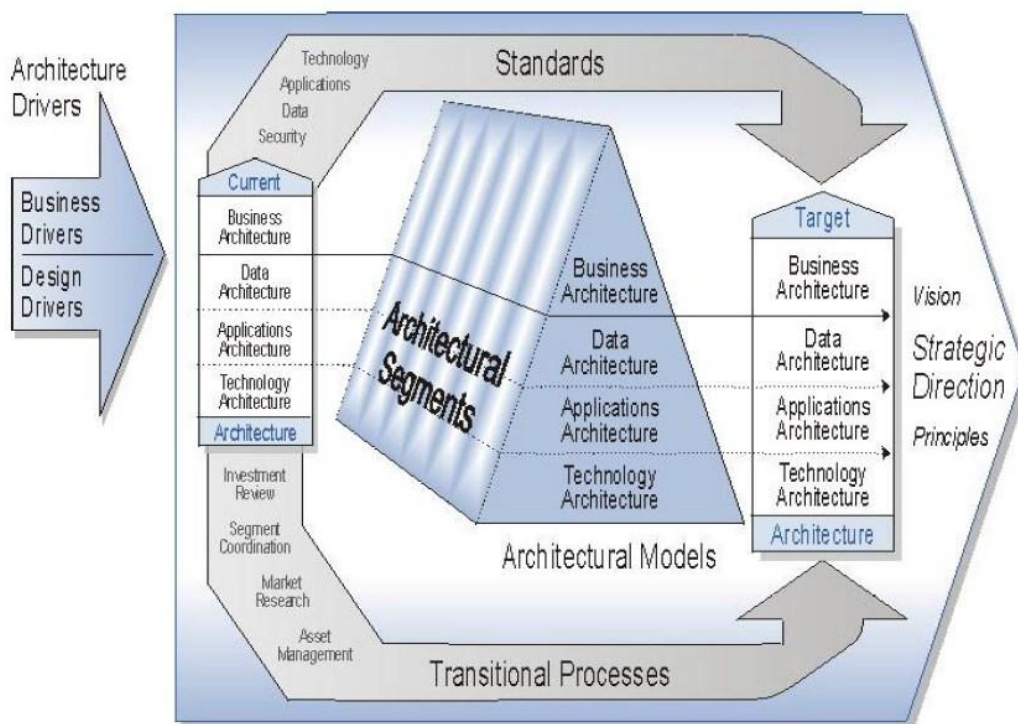 Architecture
Drivers
Business
Drivers
Design
Drivers
Technology
Applications
Data
Security
Standards
Current
Business
Architecture
Data
Architecture
Applications
Architecture
Technology
Architecture
Architecture
Investment
Review
Segment
Coordination
Market
Research
Asset
Management
Transitional Processes
Architectural
Segments
Business
Architecture
Data
Architecture
Applications
Architecture
Technology
Architecture
Architectural Models
Target
Business
Architecture
Data
Architecture
Applications
Architecture
Technology
Architecture
Architecture
Vision
Strategic
Direction
Principles